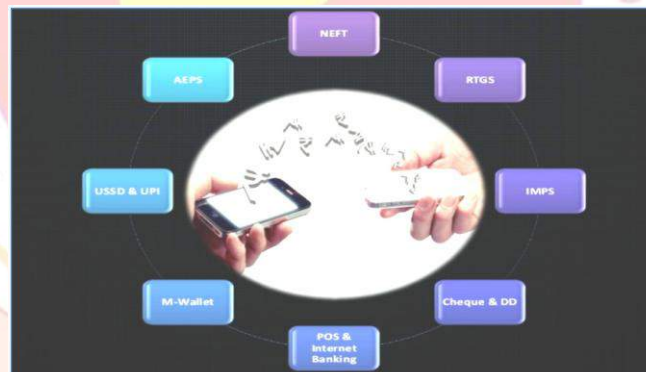 NEFT
RTGS
IMPS
Cheque & DD
POS &
Internet
Banking
M-Wallet
USSD & UPI
AEPS